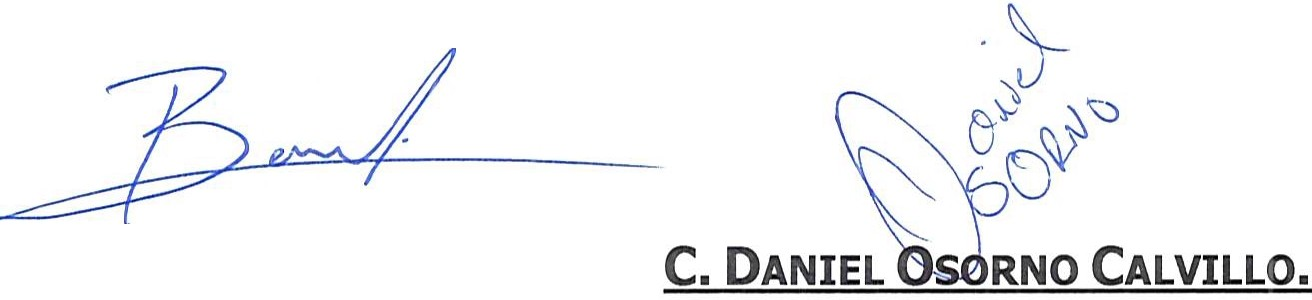 Daniel
OSORNO
C. DANIEL OSORNO CALVILLO.